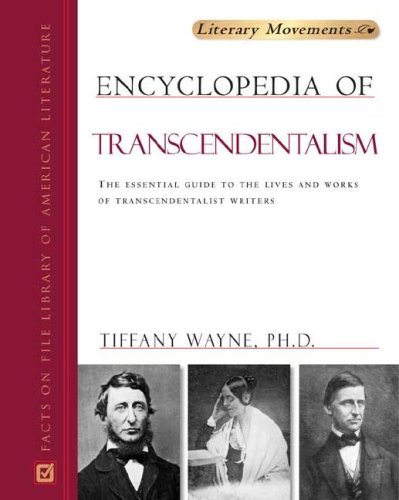 Literary Movements
ENCYCLOPEDIA OF
TRANSCENDENTALISM
THE ESSENTIAL GUIDE TO THE LIVES AND WORKS
OF TRANSCENDENTALIST WRITERS
TIFFANY WAYNE, PH.D.
FACTS ON FILE LIBRARY OF AMERICAN LITERATURE